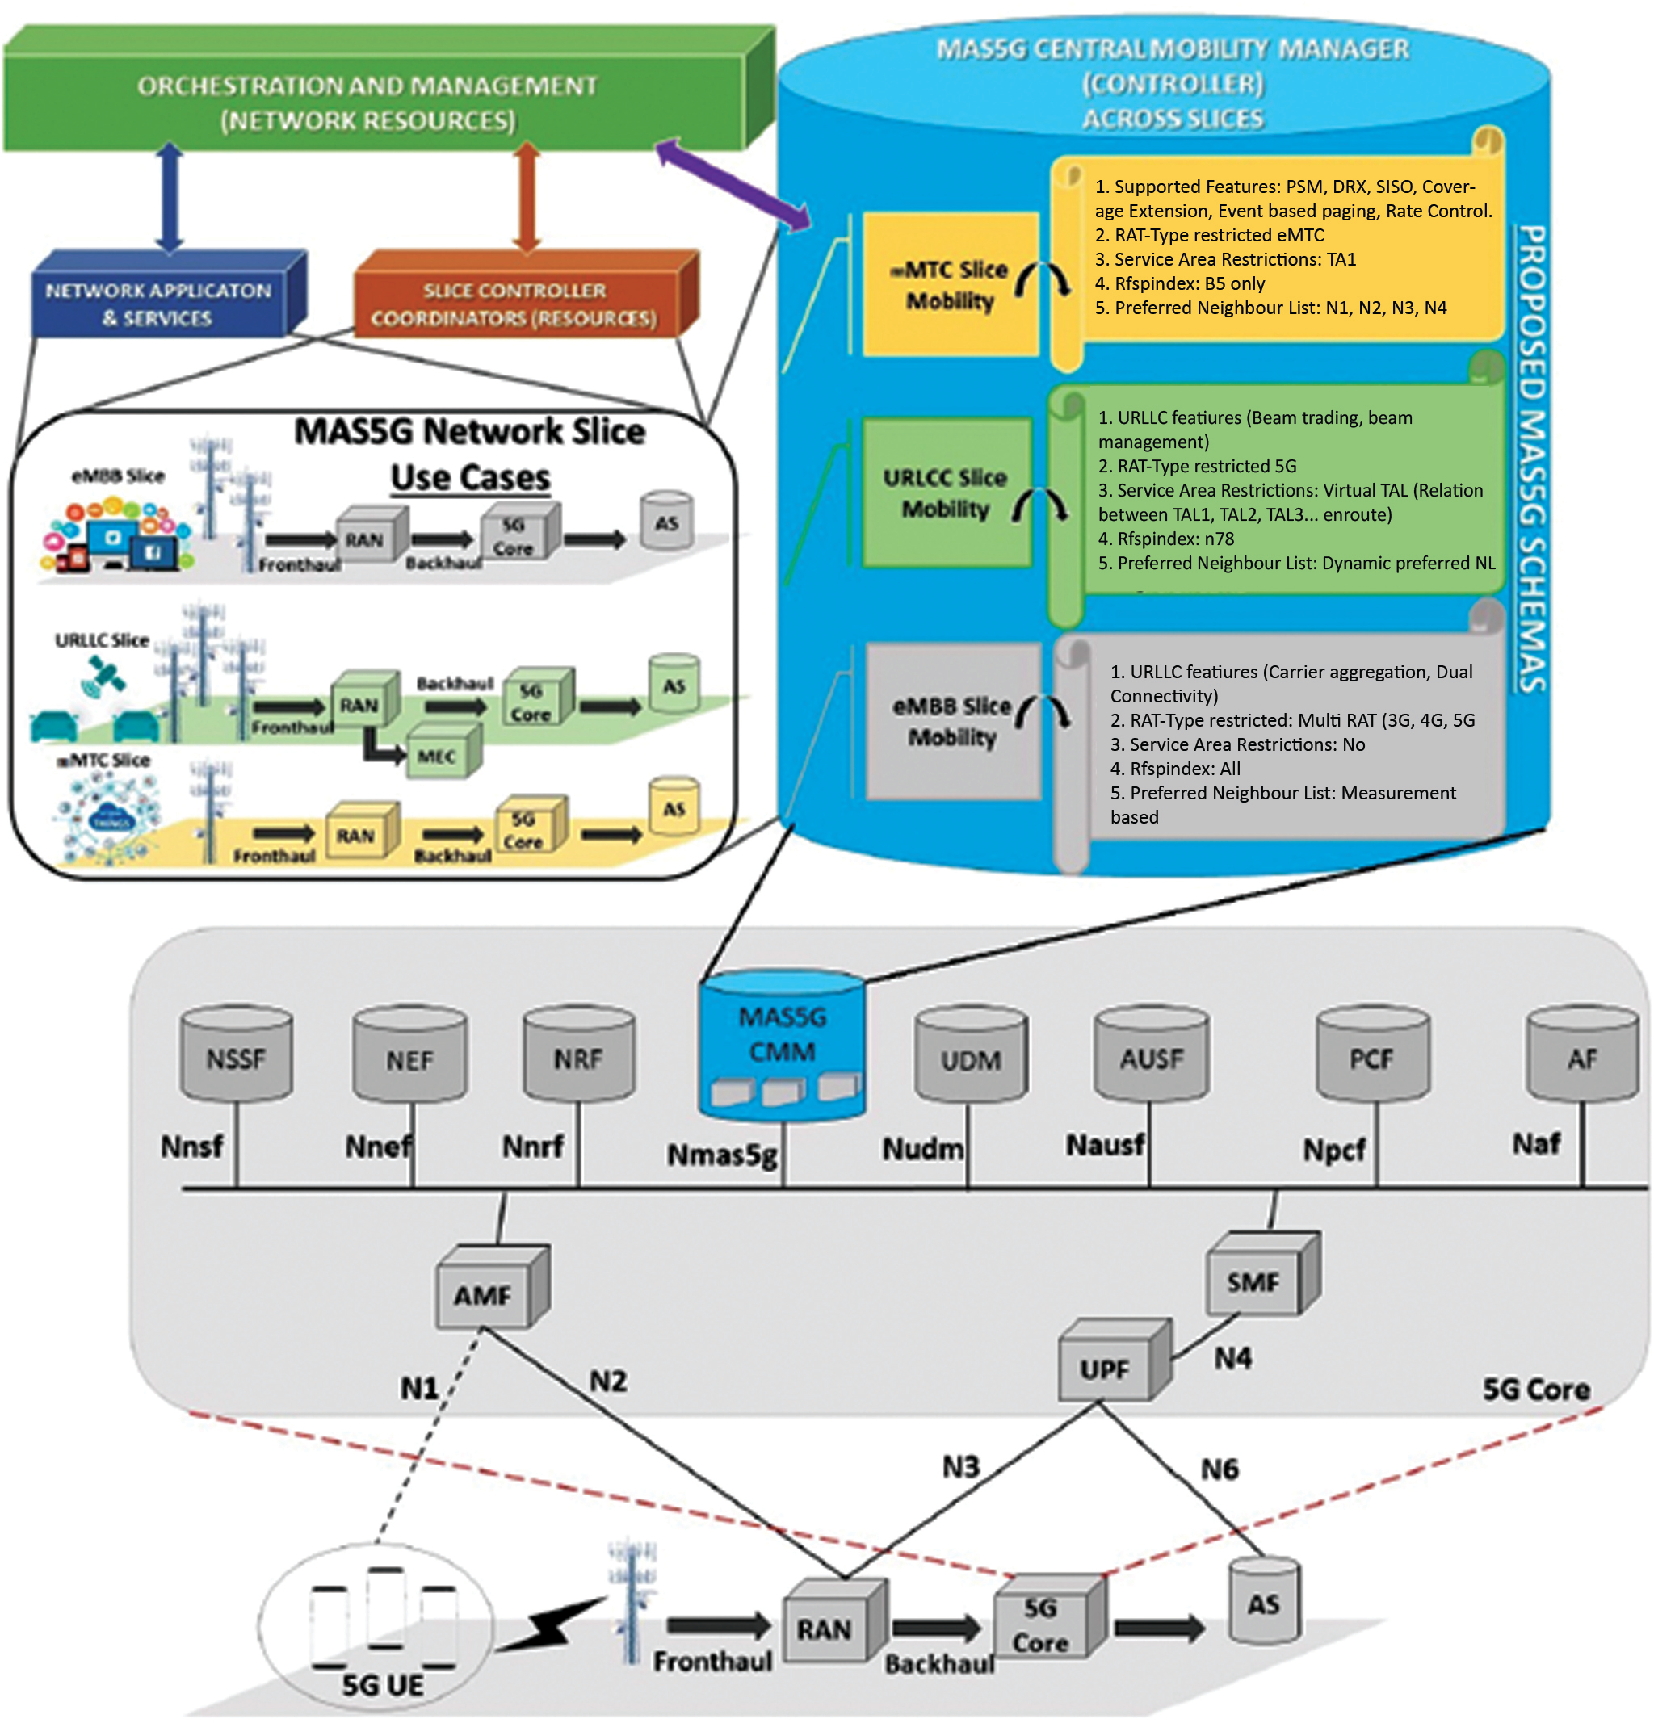 ORCHESTRATION AND MANAGEMENT
(NETWORK RESOURCES)
NETWORK APPLICATON
& SERVICES
SLICE CONTROLLER
COORDINATORS (RESOURCES)
MAS5G CENTRAL MOBILITY MANAGER
(CONTROLLER)
ACROSS SLICES
PROPOSED MAS5G SCHEMAS
mMTC Slice
Mobility
1. Supported Features: PSM, DRX, SISO, Cover-
age Extension, Event based paging, Rate Control.
2. RAT-Type restricted eMTC
3. Service Area Restrictions: TA1
4. Rfspindex: B5 only
5. Preferred Neighbour List: N1, N2, N3, N4
URLCC Slice
Mobility
1. URLLC features (Beam trading, beam
management)
2. RAT-Type restricted 5G
3. Service Area Restrictions: Virtual TAL (Relation
between TAL1, TAL2, TAL3... enroute)
4. Rfspindex: n78
5. Preferred Neighbour List: Dynamic preferred NL
eMBB Slice
Mobility
1. URLLC features (Carrier aggregation, Dual
Connectivity)
2. RAT-Type restricted: Multi RAT (3G, 4G, 5G
3. Service Area Restrictions: No
4. Rfspindex: All
5. Preferred Neighbour List: Measurement
based
MAS5G Network Slice
Use Cases
eMBB Slice
Fronthaul
RAN
Backhaul
5G
Core
AS
URLLC Slice
Fronthaul
RAN
Backhaul
5G
Core
AS
MEC
mMTC Slice
THINGS
Fronthaul
RAN
Backhaul
5G
Core
AS
NSSF
NEF
NRF
MAS5G
CMM
UDM
AUSF
PCF
AF
Nnsf
Nnef
Nnrf
Nmas5g
Nudm
Nausf
Npcf
Naf
AMF
SMF
UPF
N4
N1
N2
5G Core
N3
N6
5G UE
Fronthaul
RAN
Backhaul
5G
Core
AS